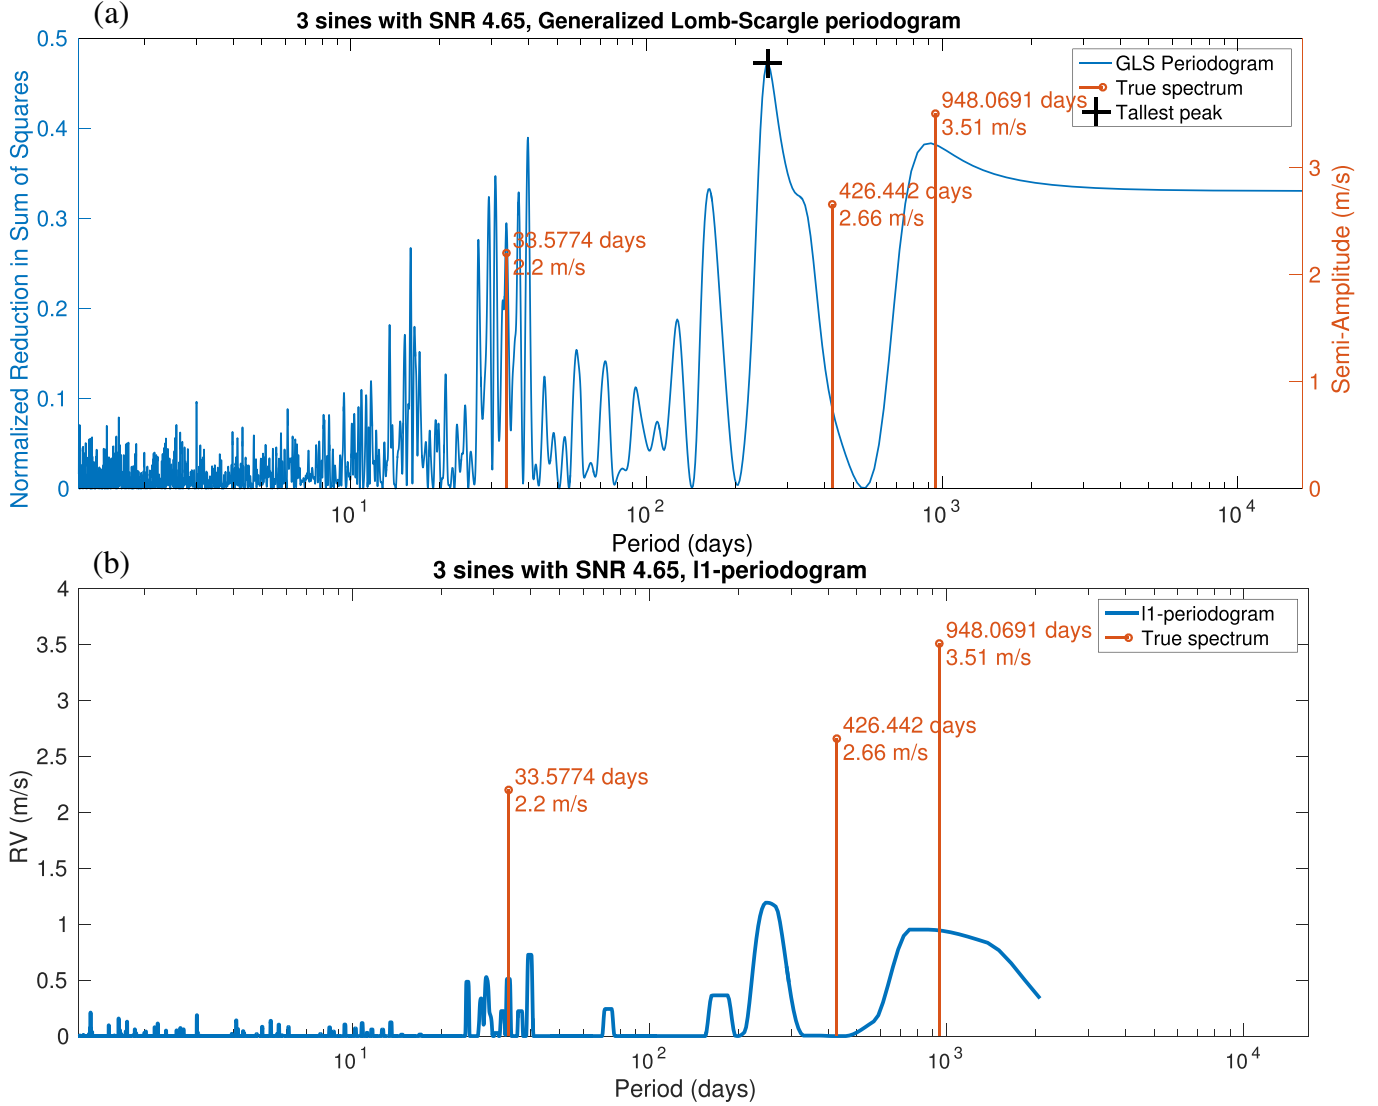 (a)
3 sines with SNR 4.65, Generalized Lomb-Scargle periodogram
Normalized Reduction in Sum of Squares
0.5
0.4
0.3
0.2
0.1
0
GLS Periodogram
True spectrum
Tallest peak
948.0691 days
3.51 m/s
426.442 days
2.66 m/s
33.5774 days
2.2 m/s
3
2
1
0
Semi-Amplitude (m/s)
10^1 10^2 10^3 10^4
Period (days)
(b)
3 sines with SNR 4.65, l1-periodogram
RV (m/s)
4
3.5
3
2.5
2
1.5
1
0.5
0
l1-periodogram
True spectrum
948.0691 days
3.51 m/s
426.442 days
2.66 m/s
33.5774 days
2.2 m/s
10^1 10^2 10^3 10^4
Period (days)